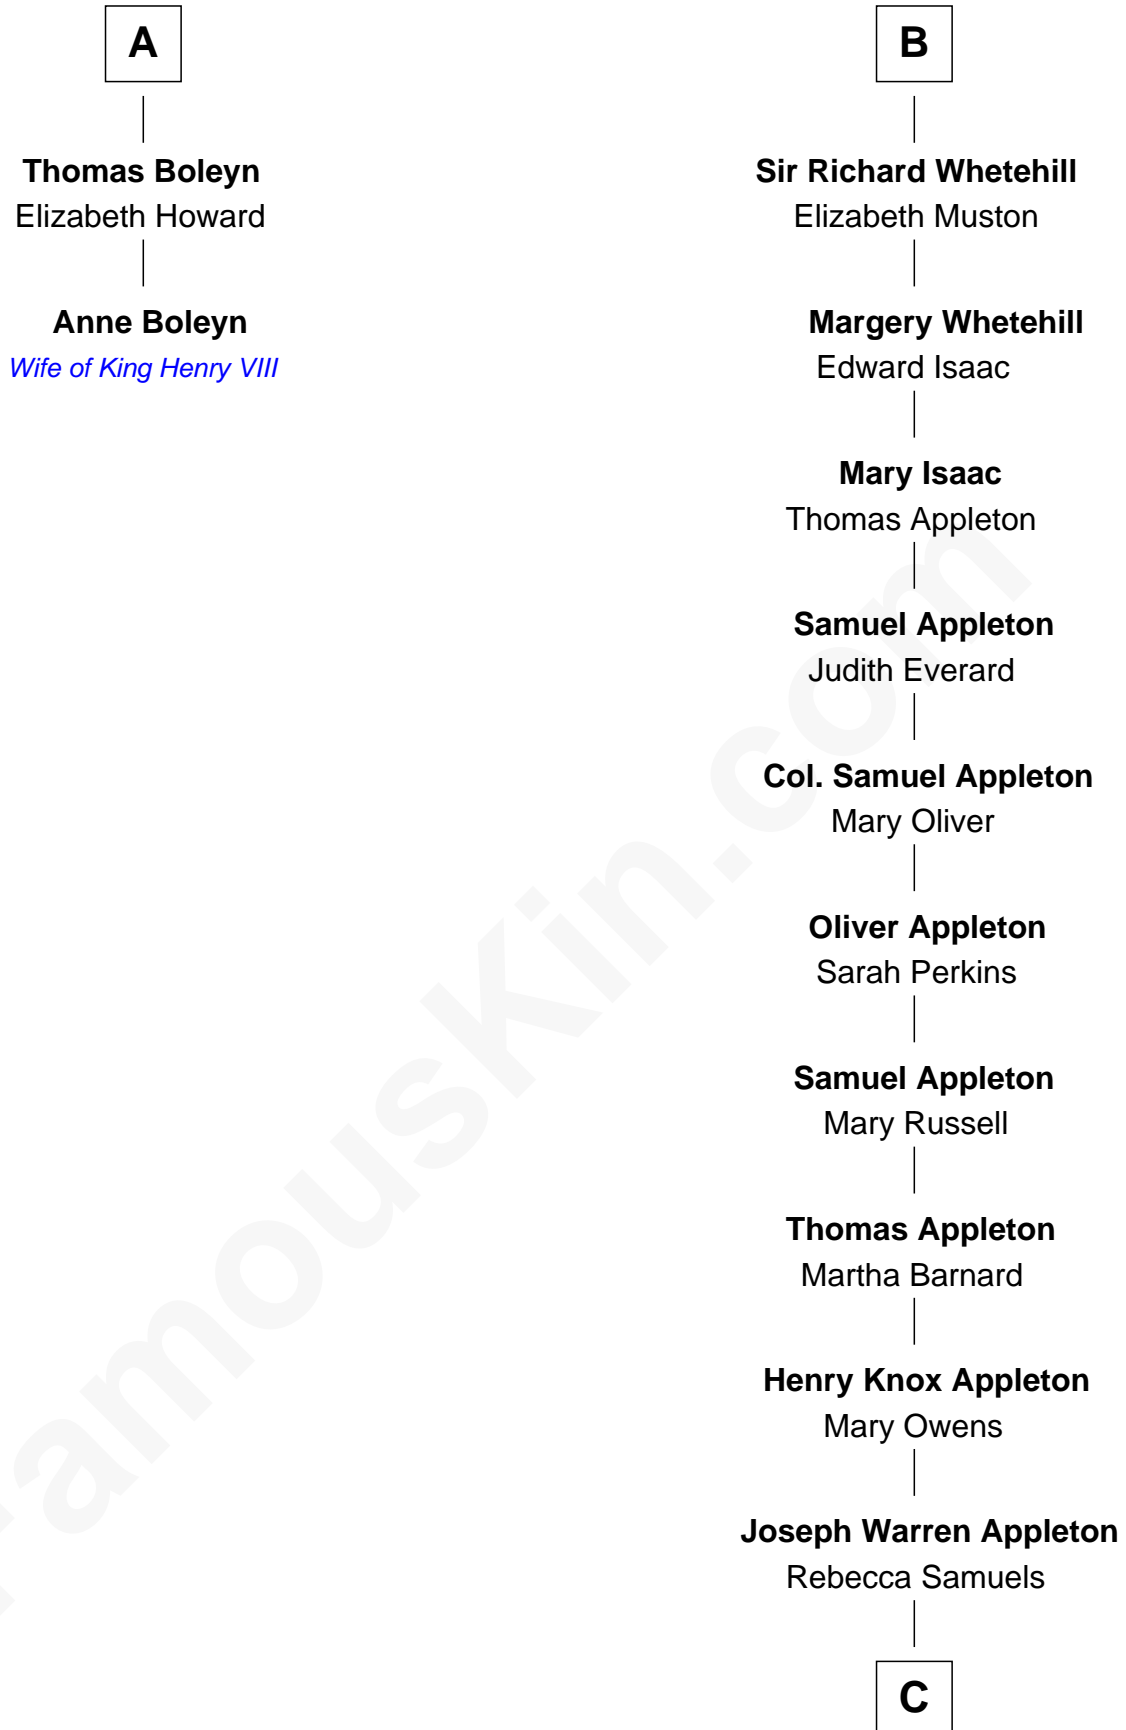 A
Thomas Boleyn
Elizabeth Howard
Anne Boleyn
Wife of King Henry VIII
B
Sir Richard Whetehill
Elizabeth Muston
Margery Whetehill
Edward Isaac
Mary Isaac
Thomas Appleton
Samuel Appleton
Judith Everard
Col. Samuel Appleton
Mary Oliver
Oliver Appleton
Sarah Perkins
Samuel Appleton
Mary Russell
Thomas Appleton
Martha Barnard
Henry Knox Appleton
Mary Owens
Joseph Warren Appleton
Rebecca Samuels
C
FamousKin.com